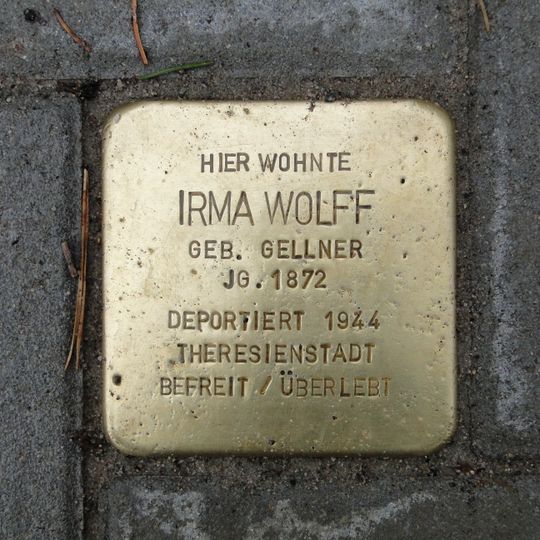 HIER WOHNTE
IRMA WOLFF
GEB. GELLNER
JG. 1872
DEPORTIERT 1944
THERESIENSTADT
BEFREIT / ÜBERLEBT